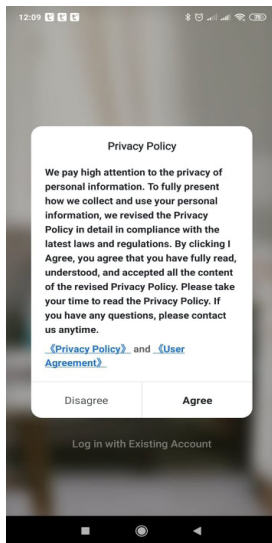 12:09
Privacy Policy
We pay high attention to the privacy of
personal information. To fully present
how we collect and use your personal
information, we revised the Privacy
Policy in detail in compliance with the
latest laws and regulations. By clicking I
Agree, you agree that you have fully read,
understood, and accepted all the content
of the revised Privacy Policy. Please take
your time to read the Privacy Policy. If
you have any questions, please contact
us anytime.
《Privacy Policy》 and 《User
Agreement》
Disagree Agree
Log in with Existing Account